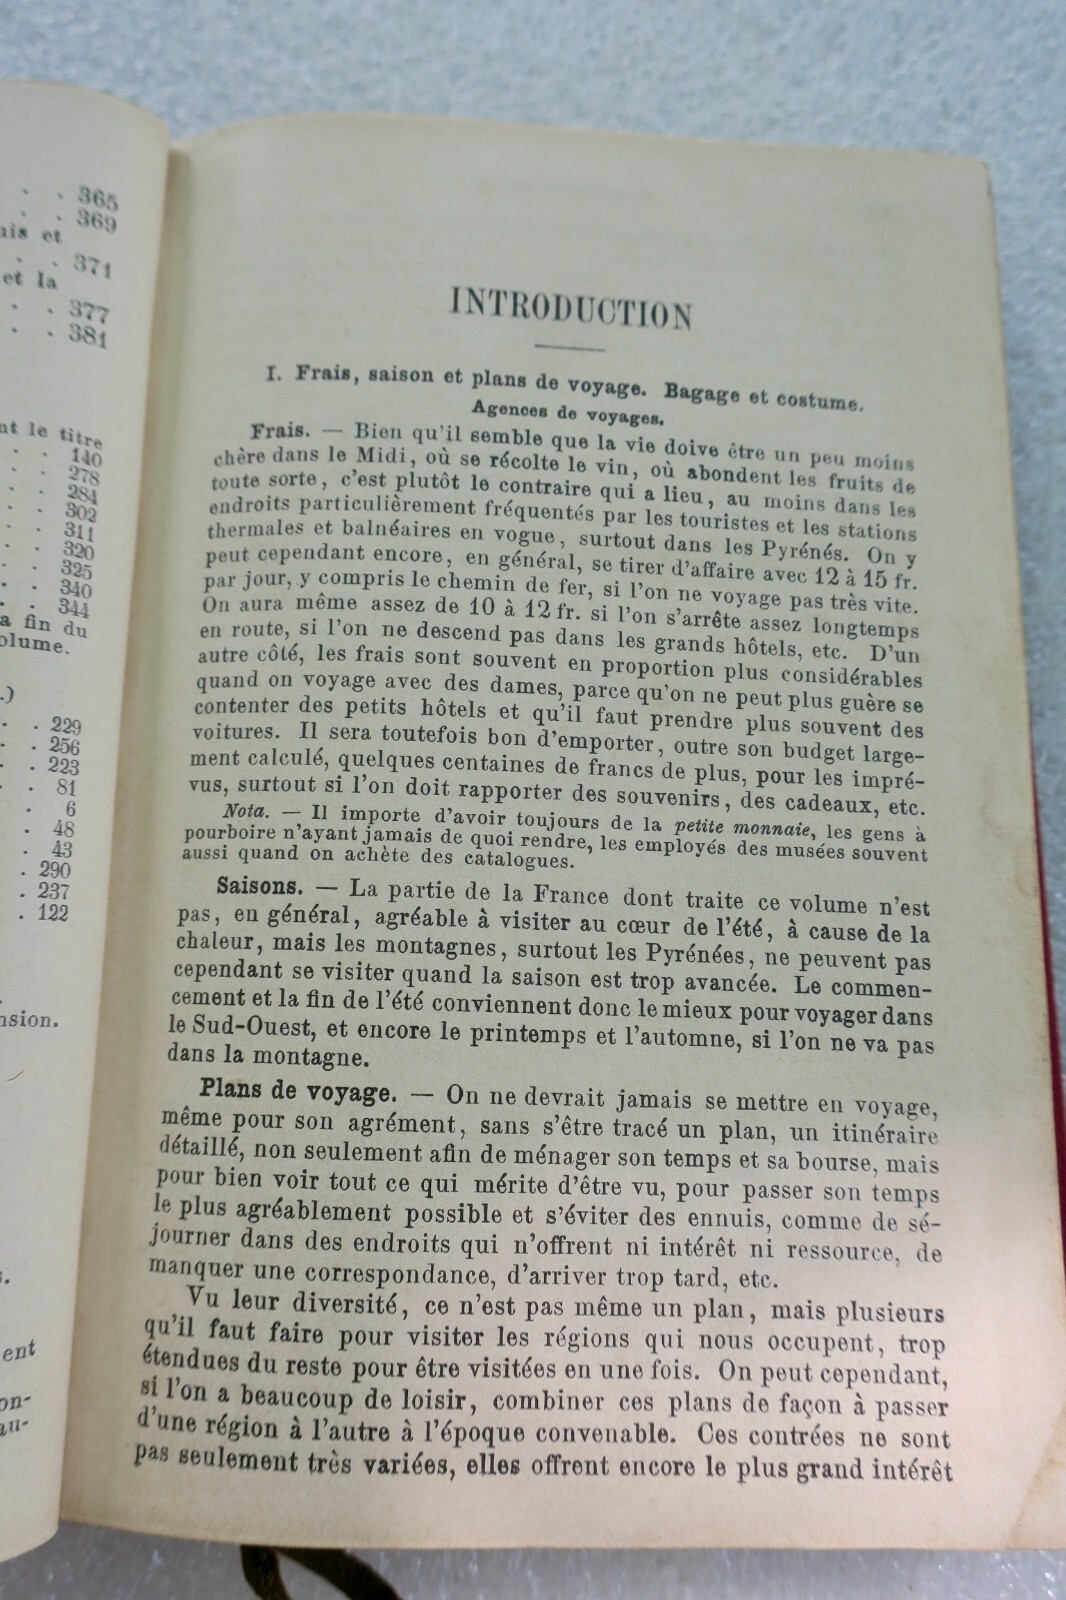 365
369
ais et
371
et la
377
381
nt le titre
140
278
284
302
311
320
325
340
344
a fin du
olume.
.)
229
256
223
81
6
48
43
290
237
122
nsion.
s.
ent
on-
au-
INTRODUCTION
I. Frais, saison et plans de voyage. Bagage et costume.
Agences de voyages.
Frais. — Bien qu'il semble que la vie doive être un peu moins
chère dans le Midi, où se récolte le vin, où abondent les fruits de
toute sorte, c'est plutôt le contraire qui a lieu, au moins dans les
endroits particulièrement fréquentés par les touristes et les stations
thermales et balnéaires en vogue, surtout dans les Pyrénés. On y
peut cependant encore, en général, se tirer d'affaire avec 12 à 15 fr.
par jour, y compris le chemin de fer, si l'on ne voyage pas très vite.
On aura même assez de 10 à 12 fr. si l'on s'arrête assez longtemps
en route, si l'on ne descend pas dans les grands hôtels, etc. D'un
autre côté, les frais sont souvent en proportion plus considérables
quand on voyage avec des dames, parce qu'on ne peut plus guère se
contenter des petits hôtels et qu'il faut prendre plus souvent des
voitures. Il sera toutefois bon d'emporter, outre son budget large-
ment calculé, quelques centaines de francs de plus, pour les impré-
vus, surtout si l'on doit rapporter des souvenirs, des cadeaux, etc.
Nota. — Il importe d'avoir toujours de la petite monnaie, les gens à
pourboire n'ayant jamais de quoi rendre, les employés des musées souvent
aussi quand on achète des catalogues.
Saisons. — La partie de la France dont traite ce volume n'est
pas, en général, agréable à visiter au cœur de l'été, à cause de la
chaleur, mais les montagnes, surtout les Pyrénées, ne peuvent pas
cependant se visiter quand la saison est trop avancée. Le commen-
cement et la fin de l'été conviennent donc le mieux pour voyager dans
le Sud-Ouest, et encore le printemps et l'automne, si l'on ne va pas
dans la montagne.
Plans de voyage. — On ne devrait jamais se mettre en voyage,
même pour son agrément, sans s'être tracé un plan, un itinéraire
détaillé, non seulement afin de ménager son temps et sa bourse, mais
pour bien voir tout ce qui mérite d'être vu, pour passer son temps
le plus agréablement possible et s'éviter des ennuis, comme de sé-
journer dans des endroits qui n'offrent ni intérêt ni ressource, de
manquer une correspondance, d'arriver trop tard, etc.
Vu leur diversité, ce n'est pas même un plan, mais plusieurs
qu'il faut faire pour visiter les régions qui nous occupent, trop
étendues du reste pour être visitées en une fois. On peut cependant,
si l'on a beaucoup de loisir, combiner ces plans de façon à passer
d'une région à l'autre à l'époque convenable. Ces contrées ne sont
pas seulement très variées, elles offrent encore le plus grand intérêt